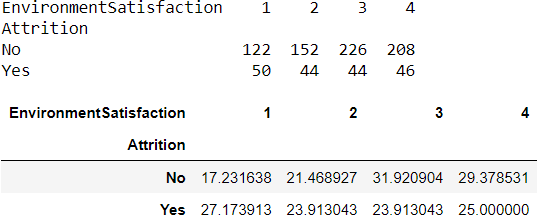 EnvironmentSatisfaction 1 2 3 4
Attrition
No 122 152 226 208
Yes 50 44 44 46
EnvironmentSatisfaction 1 2 3 4
Attrition
No 17.231638 21.468927 31.920904 29.378531
Yes 27.173913 23.913043 23.913043 25.000000